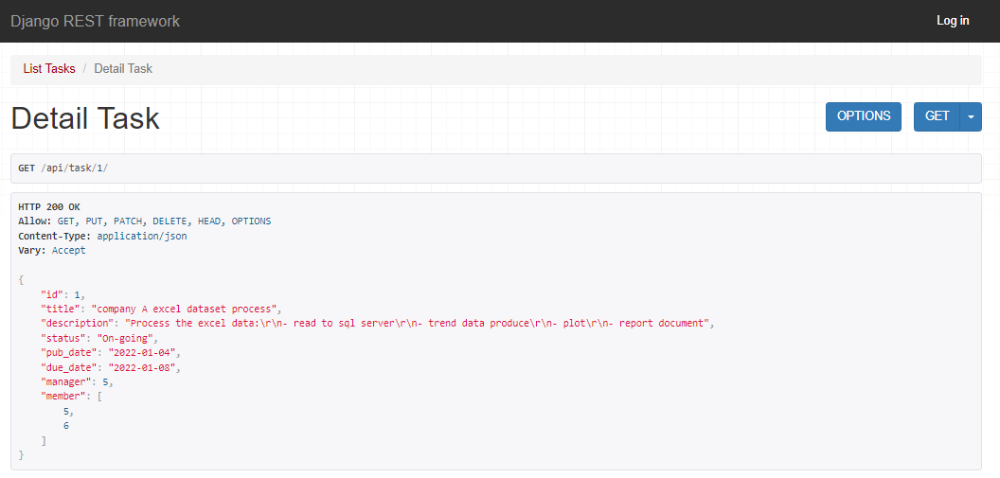 Django REST framework
Log in
List Tasks / Detail Task
Detail Task
OPTIONS
GET
GET /api/task/1/
HTTP 200 OK
Allow: GET, PUT, PATCH, DELETE, HEAD, OPTIONS
Content-Type: application/json
Vary: Accept
{
    "id": 1,
    "title": "company A excel dataset process",
    "description": "Process the excel data:\r\n- read to sql server\r\n- trend data produce\r\n- plot\r\n- report document",
    "status": "On-going",
    "pub_date": "2022-01-04",
    "due_date": "2022-01-08",
    "manager": 5,
    "member": [
        5,
        6
    ]
}